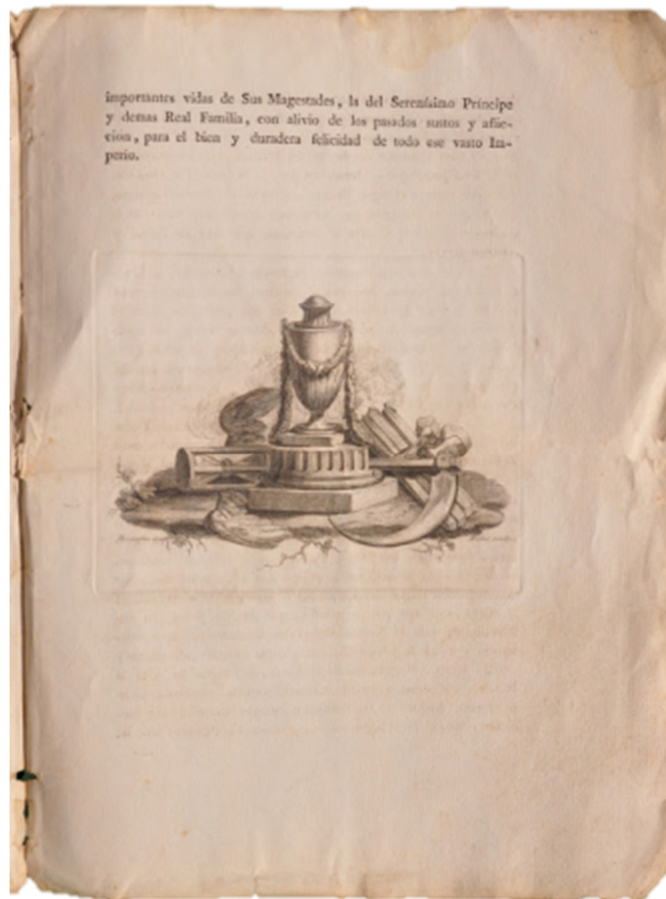 importantes vidas de Sus Magestades, la del Serenísimo Príncipe
y demas Real Familia, con alivio de los pasados sustos y aflic-
cion, para el bien y duradera felicidad de todo ese vasto Im-
perio.